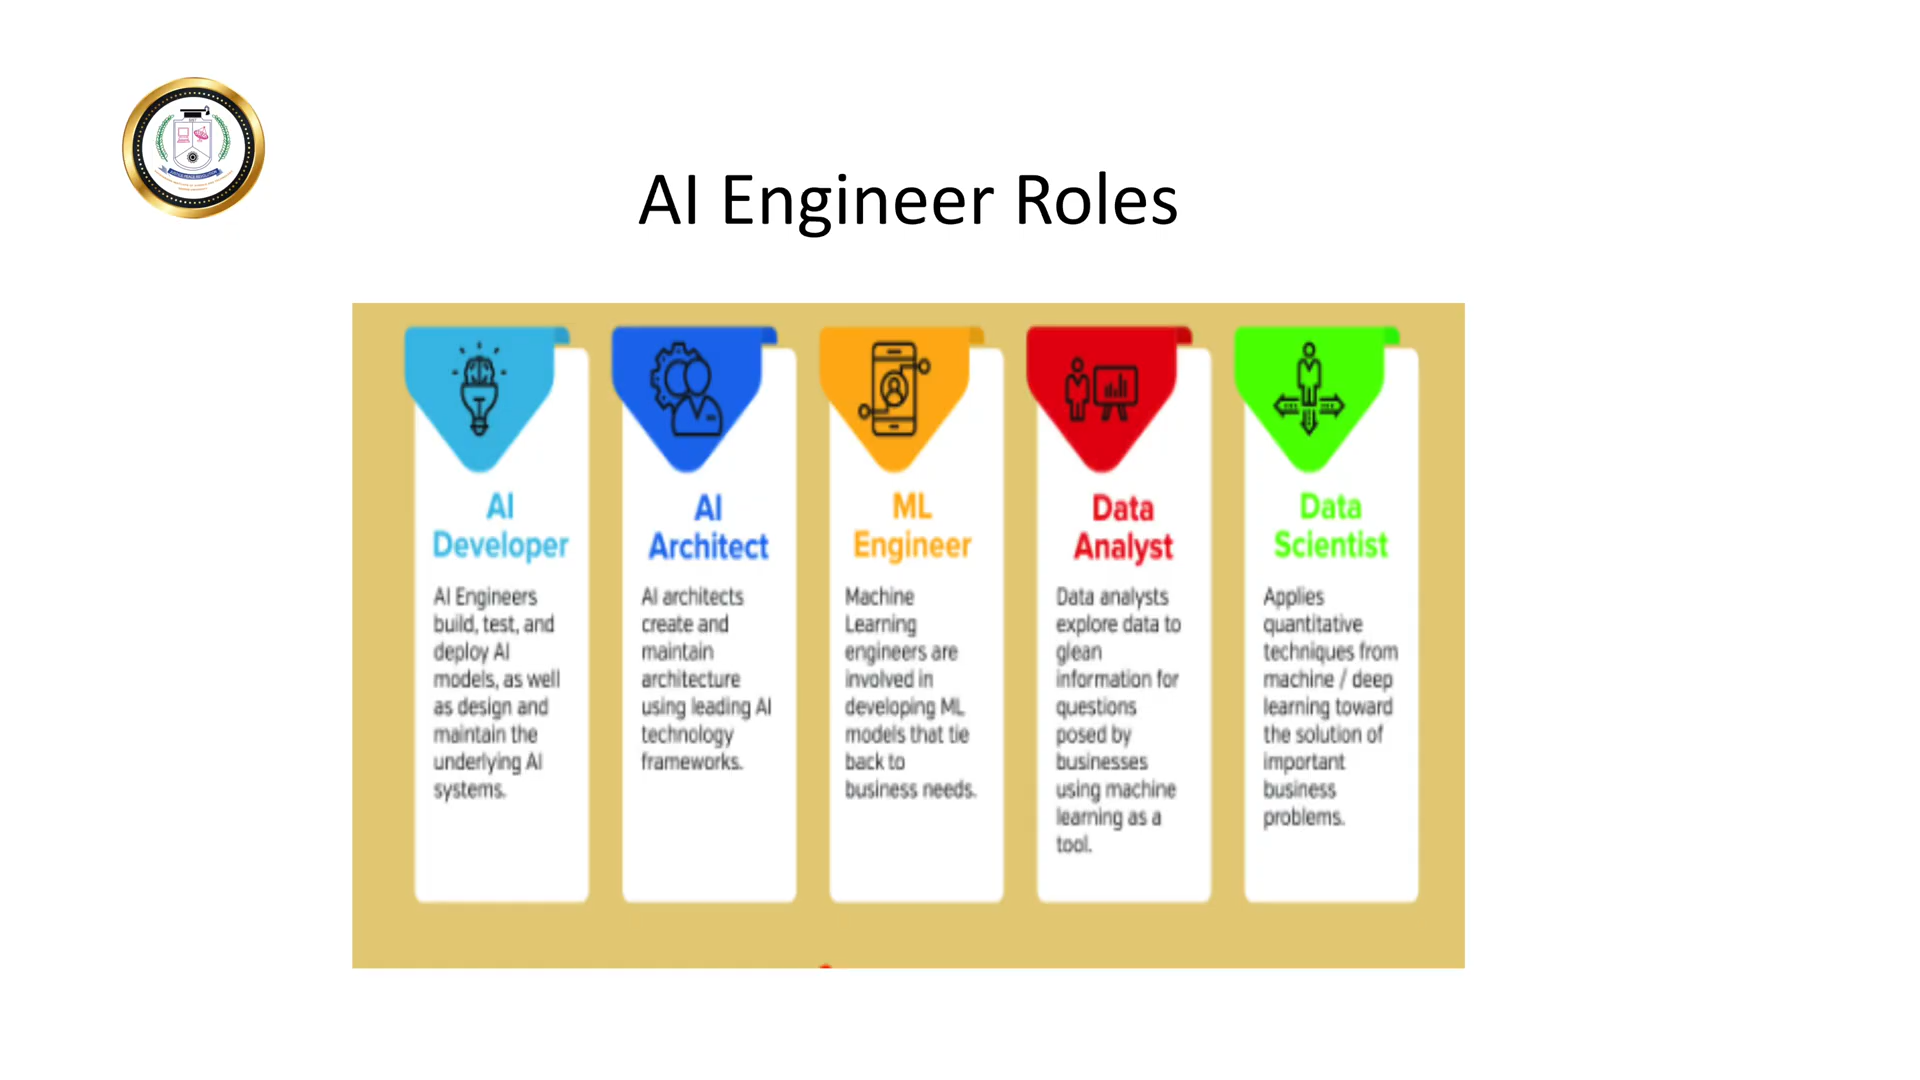 AI Engineer Roles
AI
Developer
AI Engineers
build, test, and
deploy AI
models, as well
as design and
maintain the
underlying AI
systems.
AI
Architect
AI architects
create and
maintain
architecture
using leading AI
technology
frameworks.
ML
Engineer
Machine
Learning
engineers are
involved in
developing ML
models that tie
back to
business needs.
Data
Analyst
Data analysts
explore data to
glean
information for
questions
posed by
businesses
using machine
learning as a
tool.
Data
Scientist
Applies
quantitative
techniques from
machine / deep
learning toward
the solution of
important
business
problems.